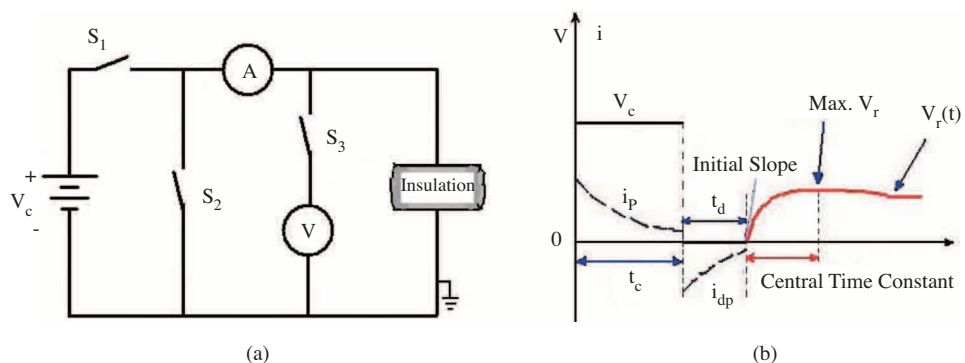 S1
A
S3
+
Vc
-
S2
V
Insulation
(a)
V
i
Vc
Max. Vr
Vr(t)
Initial Slope
iP
td
0
tc
idp
Central Time Constant
(b)